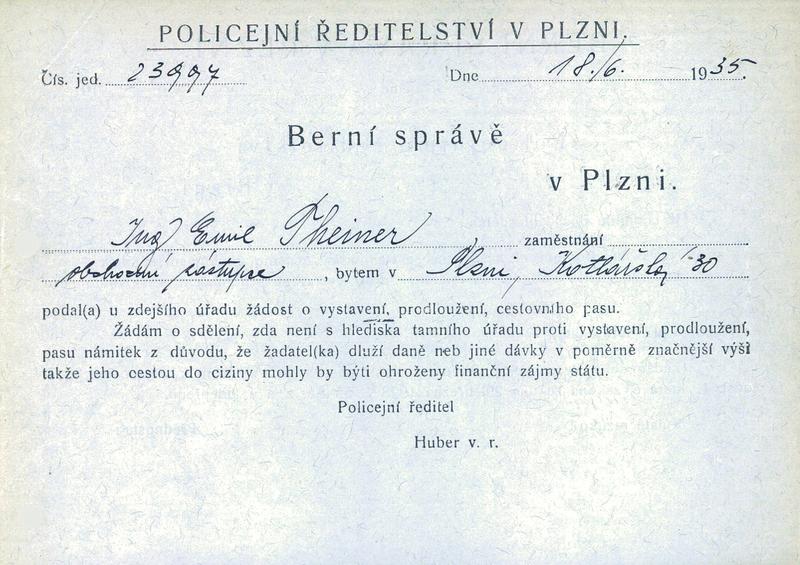 POLICEJNÍ ŘEDITELSTVÍ V PLZNI.
Čís. jed. 23997 Dne 18./6. 1935.
Berní správě
v Plzni.
Ing Emil Theiner zaměstnání
obchodní zástupce, bytem v Plzni, 30
podal(a) u zdejšího úřadu žádost o vystavení, prodloužení, cestovního pasu.
Žádám o sdělení, zda není s hlediska tamního úřadu proti vystavení, prodloužení,
pasu námitek z důvodu, že žadatel(ka) dluží daně neb jiné dávky v poměrně značnější výši
takže jeho cestou do ciziny mohly by býti ohroženy finanční zájmy státu.
Policejní ředitel
Huber v. r.